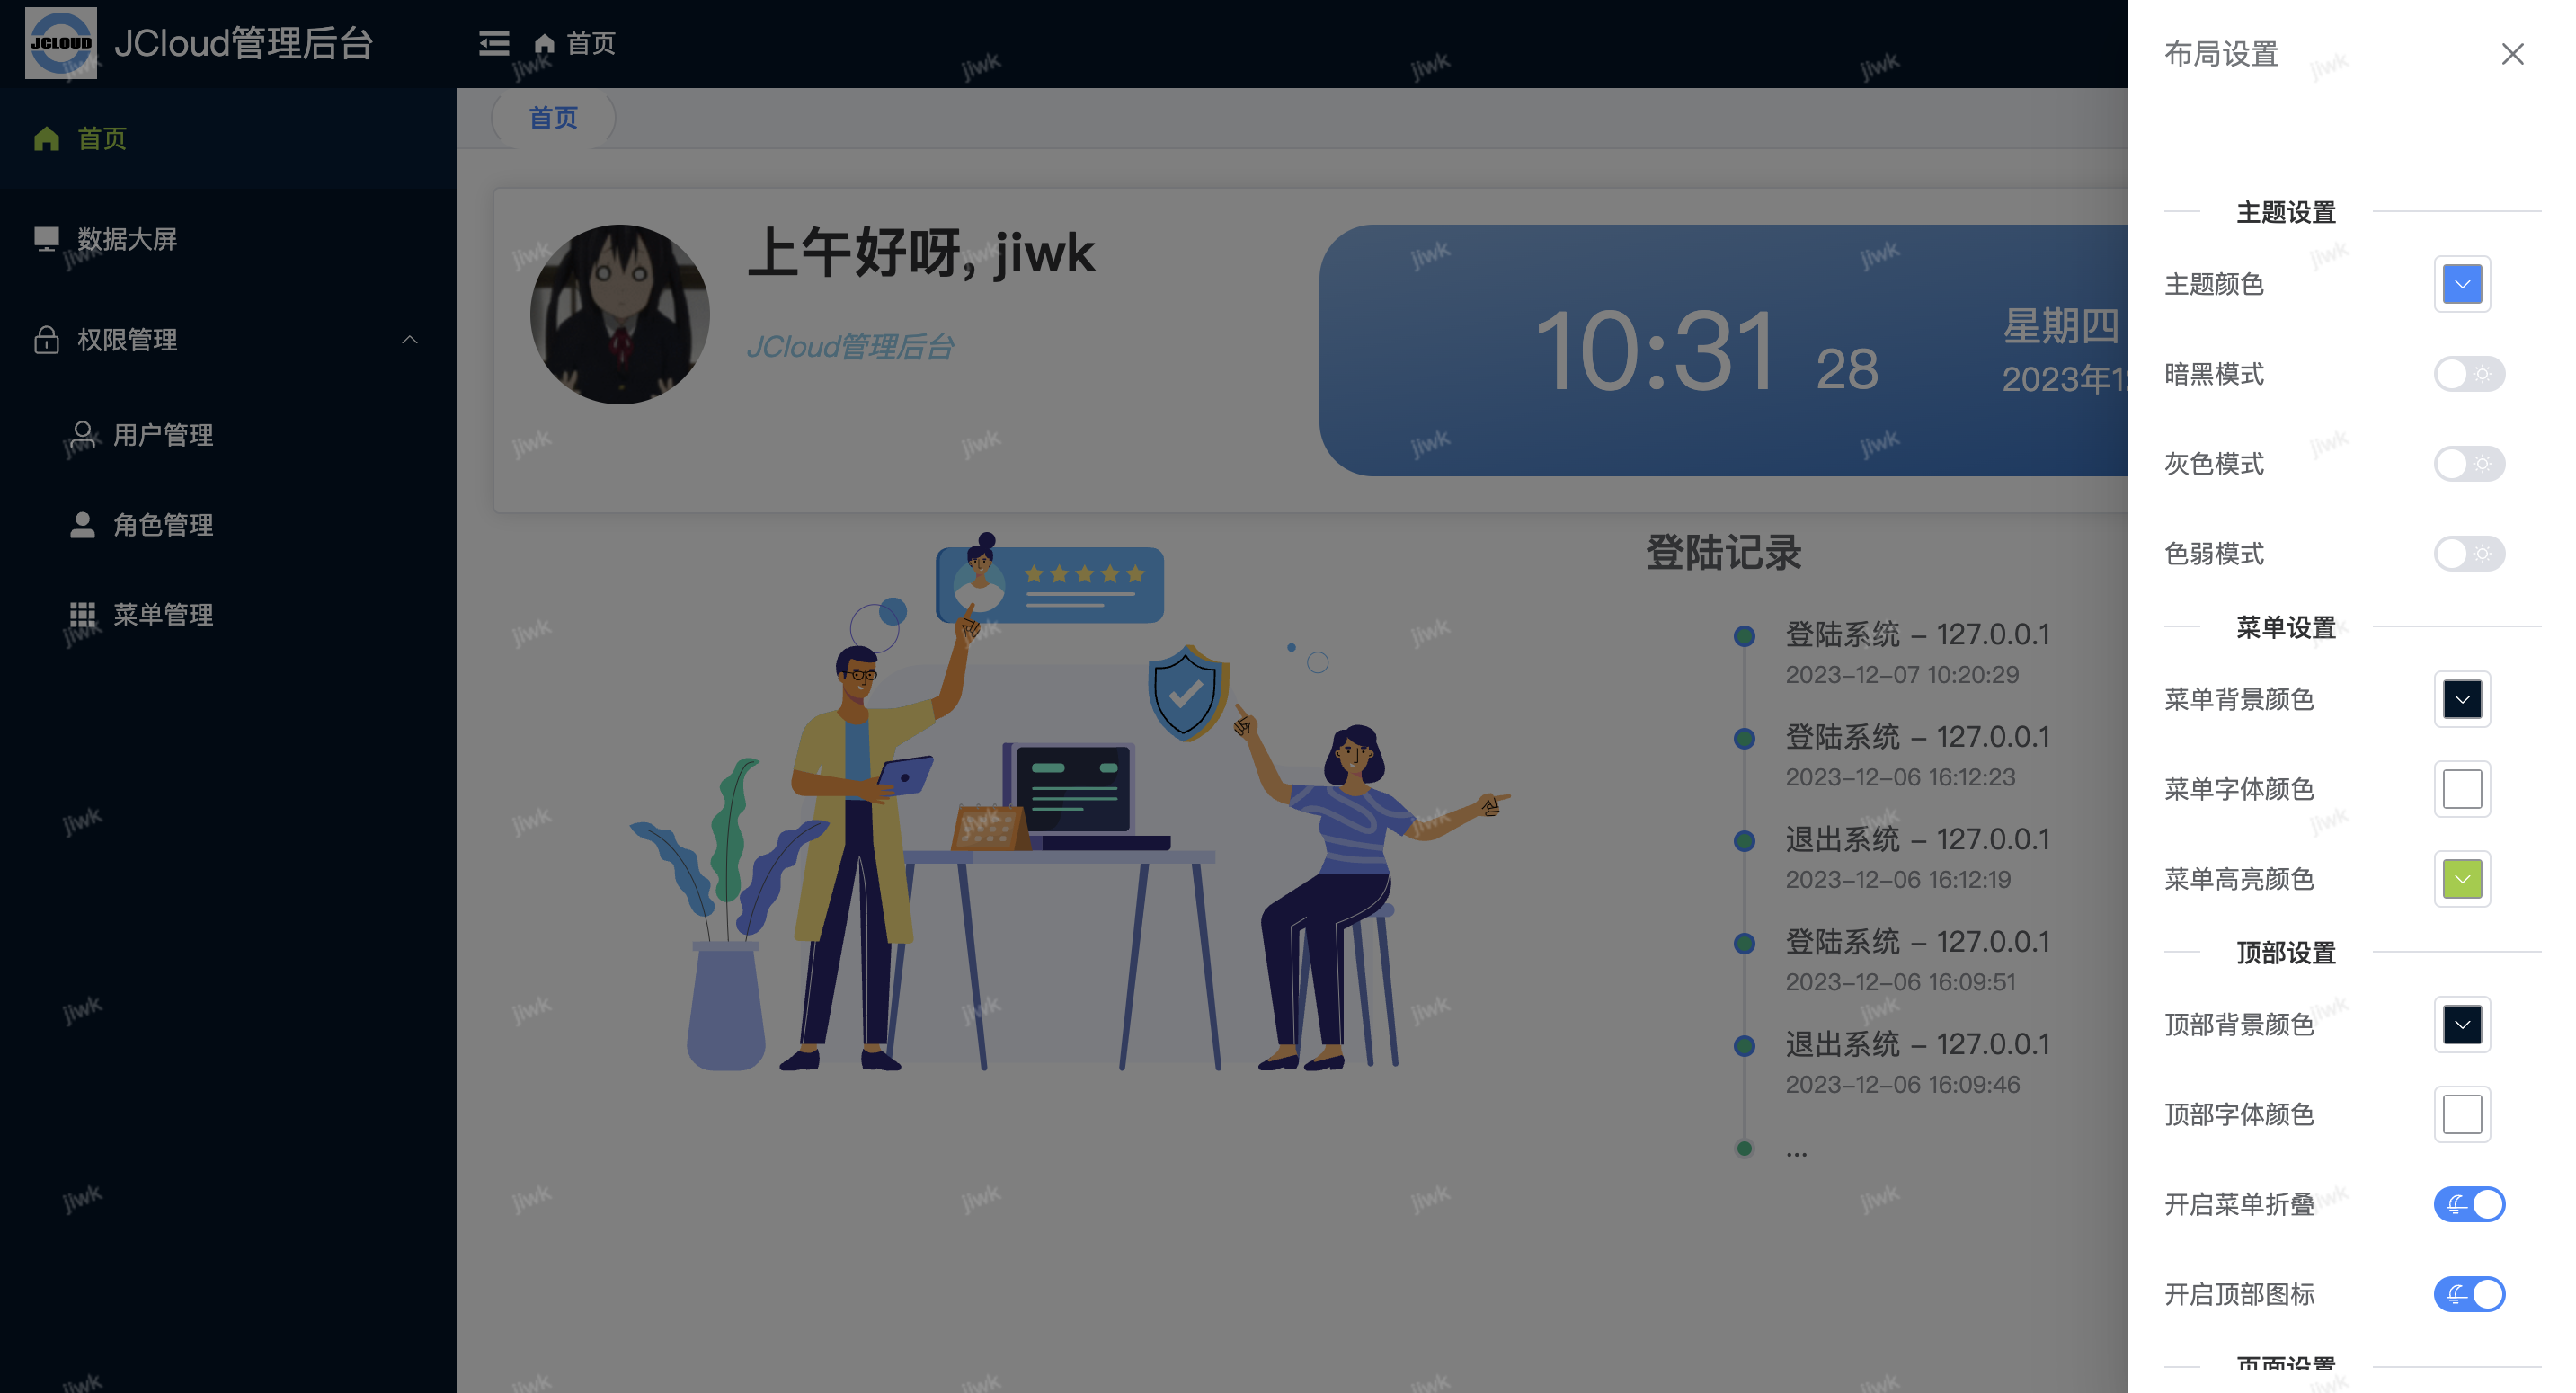 JCLOUD
JCloud管理后台
首页
首页
数据大屏
权限管理
用户管理
角色管理
菜单管理
首页
上午好呀, jiwk
JCloud管理后台
10:31 28
星期四
2023年1
登陆记录
登陆系统 – 127.0.0.1
2023–12–07 10:20:29
登陆系统 – 127.0.0.1
2023–12–06 16:12:23
退出系统 – 127.0.0.1
2023–12–06 16:12:19
登陆系统 – 127.0.0.1
2023–12–06 16:09:51
退出系统 – 127.0.0.1
2023–12–06 16:09:46
...
布局设置
主题设置
主题颜色
暗黑模式
灰色模式
色弱模式
菜单设置
菜单背景颜色
菜单字体颜色
菜单高亮颜色
顶部设置
顶部背景颜色
顶部字体颜色
开启菜单折叠
开启顶部图标
页面设置
jiwk